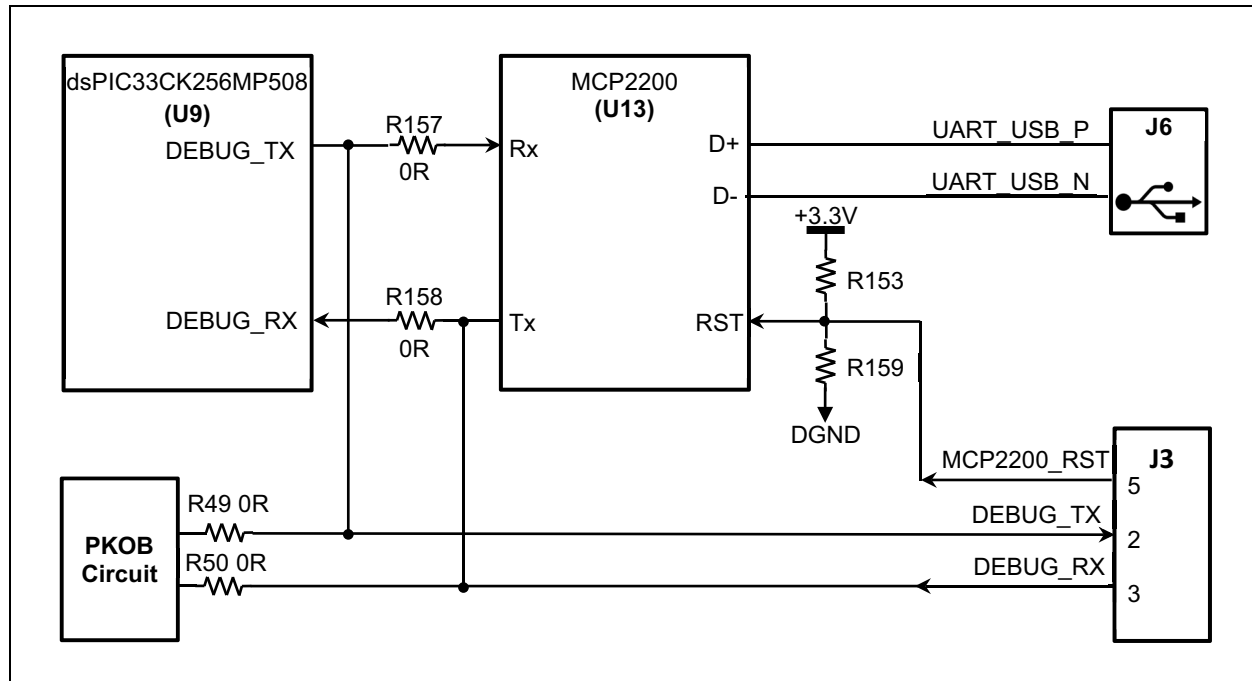 dsPIC33CK256MP508
(U9)
DEBUG_TX
DEBUG_RX
R157
0R
R158
0R
MCP2200
(U13)
Rx
Tx
D+
D-
RST
UART_USB_P
UART_USB_N
J6
+3.3V
R153
R159
DGND
PKOB
Circuit
R49 0R
R50 0R
MCP2200_RST
DEBUG_TX
DEBUG_RX
J3
5
2
3